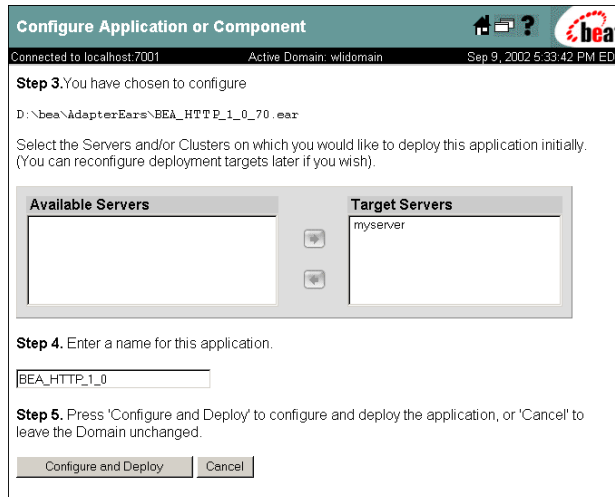 Configure Application or Component
?
bea
Connected to localhost:7001 Active Domain: wlidomain Sep 9, 2002 5:33:42 PM ED
Step 3.You have chosen to configure
D:\bea\AdapterEars\BEA_HTTP_1_0_70.ear
Select the Servers and/or Clusters on which you would like to deploy this application initially.
(You can reconfigure deployment targets later if you wish).
Available Servers Target Servers
myserver
Step 4. Enter a name for this application.
BEA_HTTP_1_0
Step 5. Press 'Configure and Deploy' to configure and deploy the application, or 'Cancel' to
leave the Domain unchanged.
Configure and Deploy Cancel